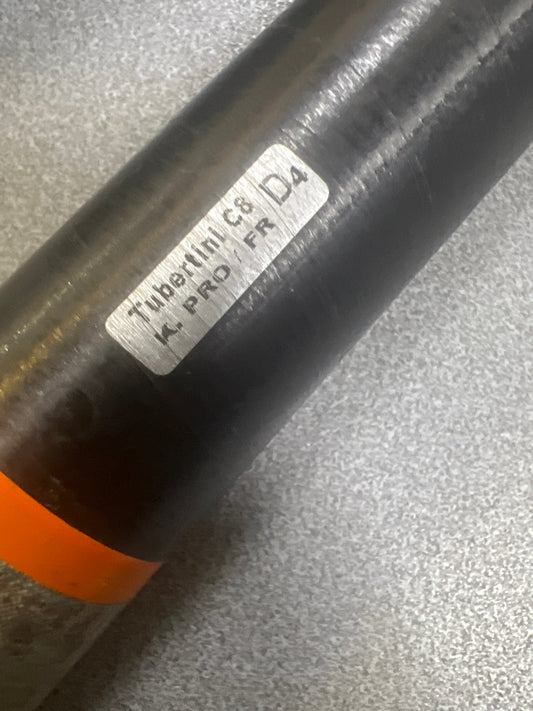 Tubertini C8 D4
K. PRO / FR